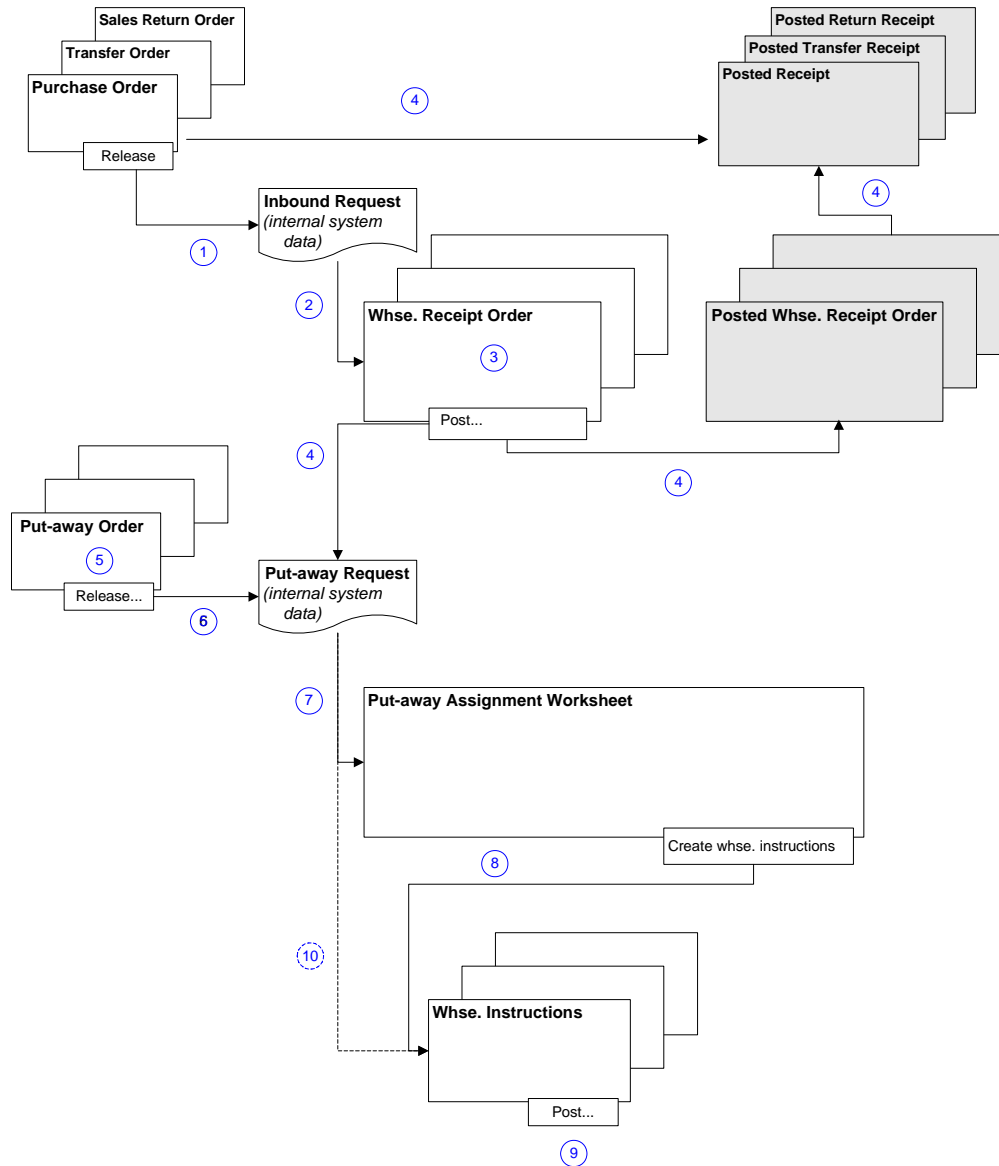 Sales Return Order
Transfer Order
Purchase Order
Release
Posted Return Receipt
Posted Transfer Receipt
Posted Receipt
4
4
1
Inbound Request
(internal system
data)
2
Whse. Receipt Order
3
Post...
Posted Whse. Receipt Order
4
4
Put-away Order
5
Release...
6
Put-away Request
(internal system
data)
7
Put-away Assignment Worksheet
Create whse. instructions
8
10
Whse. Instructions
Post...
9